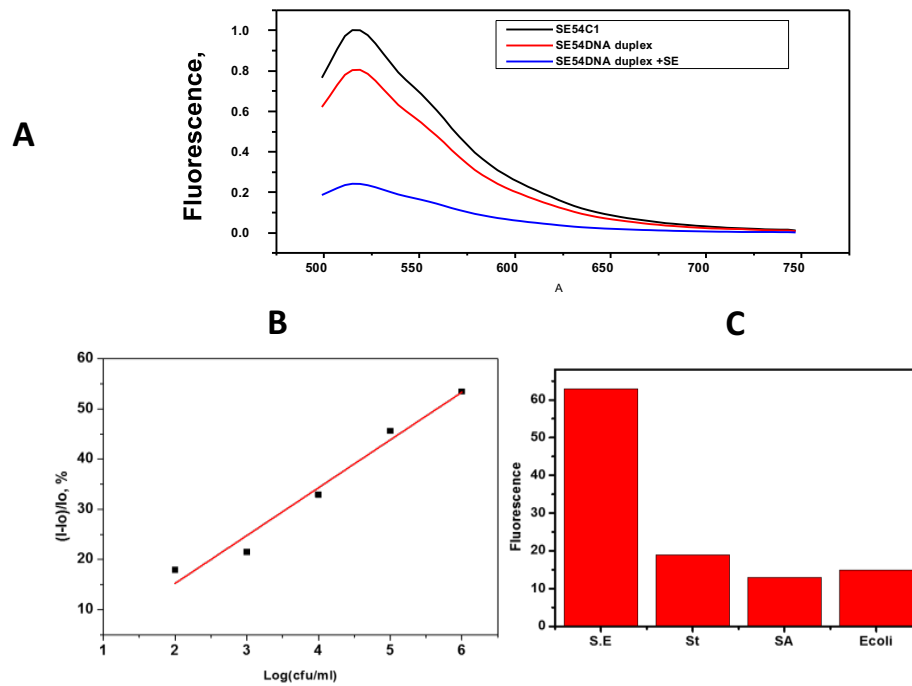 A
Fluorescence,
1.0
0.8
0.6
0.4
0.2
0.0
SE54C1
SE54DNA duplex
SE54DNA duplex +SE
500 550 600 650 700 750
A
B
(I-Io)/Io, %
60
50
40
30
20
10
1 2 3 4 5 6
Log(cfu/ml)
C
Fluorescence
60
50
40
30
20
10
0
S.E St SA Ecoli